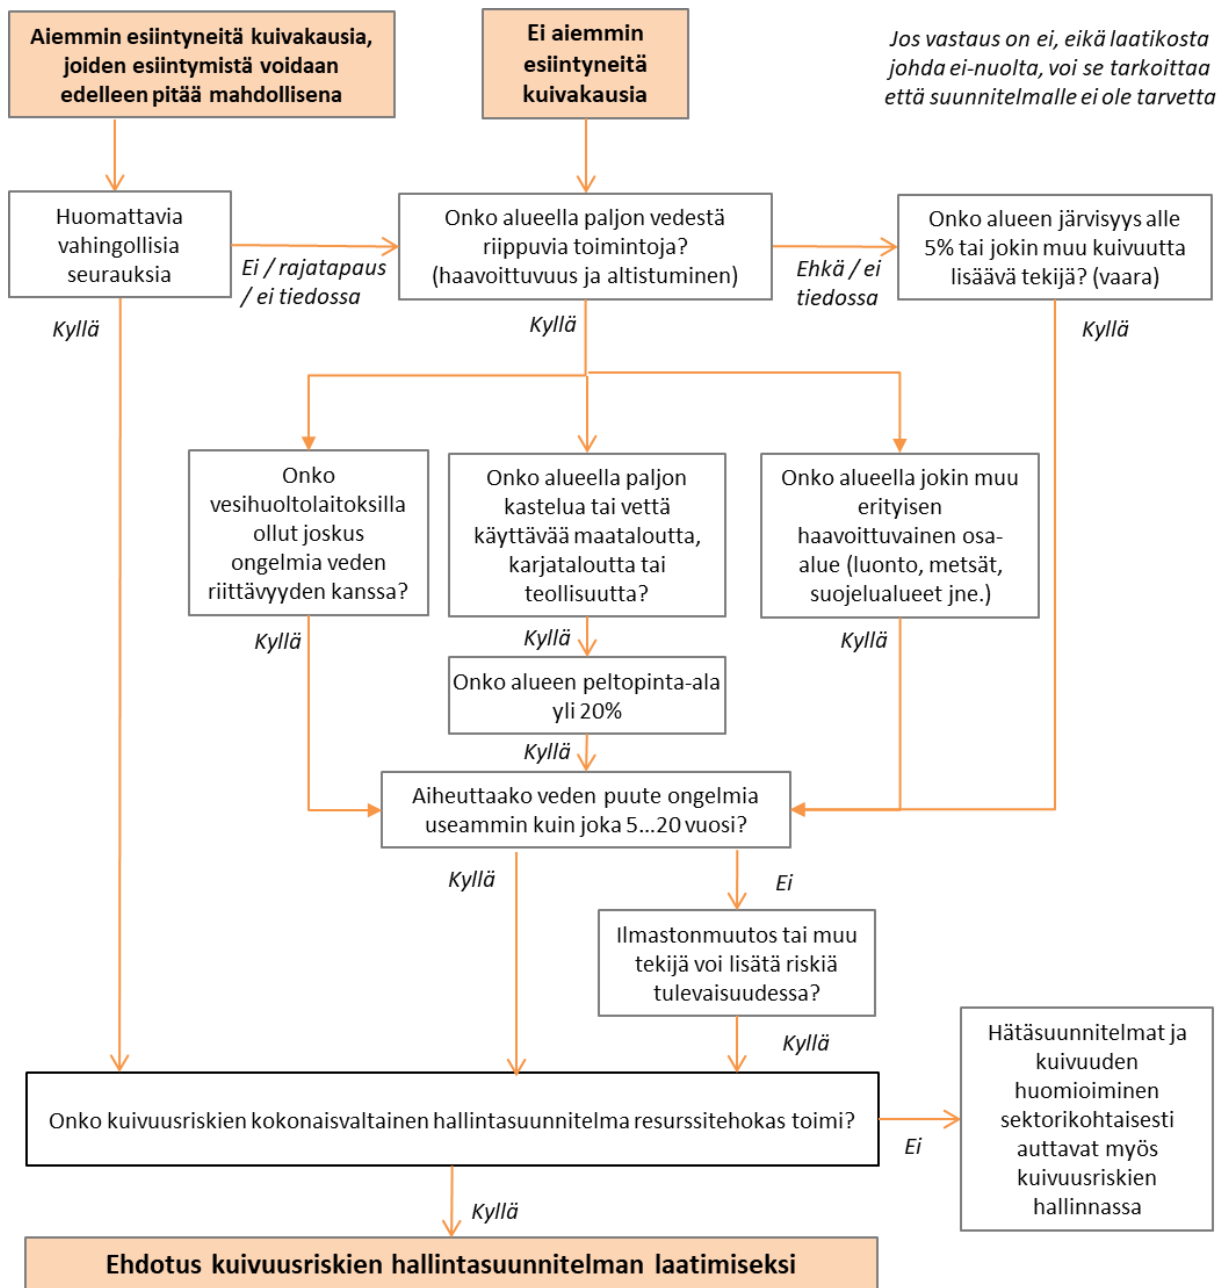 Aiemmin esiintyneitä kuivakausia,
joiden esiintymistä voidaan
edelleen pitää mahdollisena
Ei aiemmin
esiintyneitä
kuivakausia
Jos vastaus on ei, eikä laatikosta
johda ei-nuolta, voi se tarkoittaa
että suunnitelmalle ei ole tarvetta
Huomattavia
vahingollisia
seurauksia
Ei / rajatapaus
/ ei tiedossa
Onko alueella paljon vedestä
riippuvia toimintoja?
(haavoittuvuus ja altistuminen)
Ehkä / ei
tiedossa
Onko alueen järvisyys alle
5% tai jokin muu kuivuutta
lisäävä tekijä? (vaara)
Kyllä
Kyllä
Kyllä
Onko
vesihuoltolaitoksilla
ollut joskus
ongelmia veden
riittävyyden kanssa?
Onko alueella paljon
kastelua tai vettä
käyttävää maataloutta,
karjataloutta tai
teollisuutta?
Onko alueella jokin muu
erityisen
haavoittuvainen osa-
alue (luonto, metsät,
suojelualueet jne.)
Kyllä
Kyllä
Kyllä
Onko alueen peltopinta-ala
yli 20%
Kyllä
Aiheuttaako veden puute ongelmia
useammin kuin joka 5...20 vuosi?
Kyllä
Ei
Ilmastonmuutos tai muu
tekijä voi lisätä riskiä
tulevaisuudessa?
Kyllä
Onko kuivuusriskien kokonaisvaltainen hallintasuunnitelma resurssitehokas toimi?
Ei
Hätäsuunnitelmat ja
kuivuuden
huomioiminen
sektorikohtaisesti
auttavat myös
kuivuusriskien
hallinnassa
Kyllä
Ehdotus kuivuusriskien hallintasuunnitelman laatimiseksi